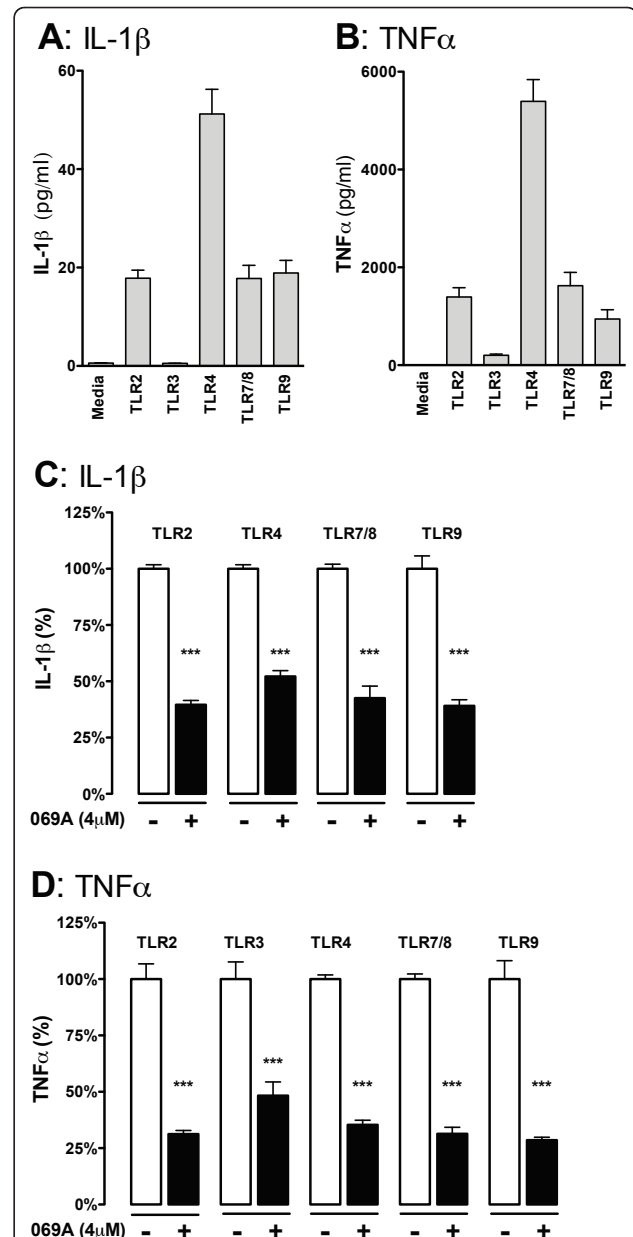 A: IL-1β
60
40
20
0
IL-1β (pg/ml)
Media
TLR2
TLR3
TLR4
TLR7/8
TLR9
B: TNFα
6000
4000
2000
0
TNFα (pg/ml)
Media
TLR2
TLR3
TLR4
TLR7/8
TLR9
C: IL-1β
125%
100%
75%
50%
25%
0%
IL-1β (%)
TLR2 TLR4 TLR7/8 TLR9
*** *** *** ***
069A (4μM) - + - + - + - +
D: TNFα
125%
100%
75%
50%
25%
0%
TNFα (%)
TLR2 TLR3 TLR4 TLR7/8 TLR9
*** *** *** *** ***
069A (4μM) - + - + - + - + - +